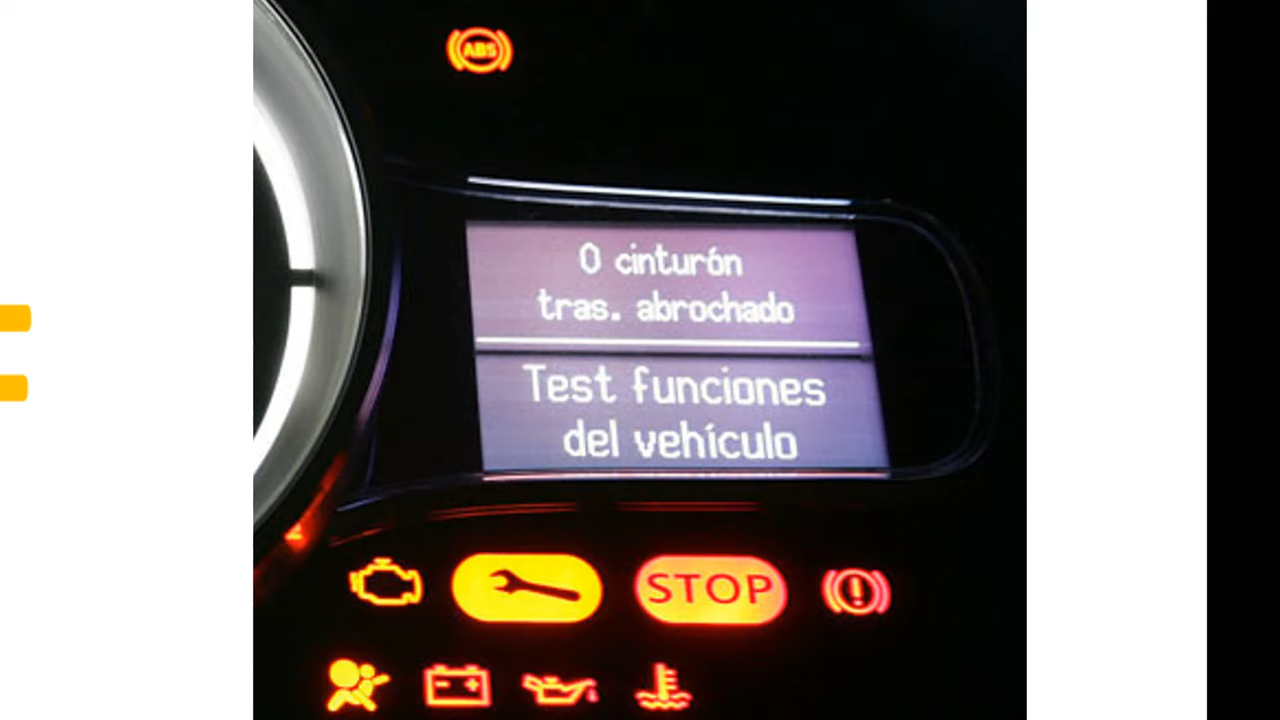 ABS
0 cinturón
tras. abrochado
Test funciones
del vehículo
STOP